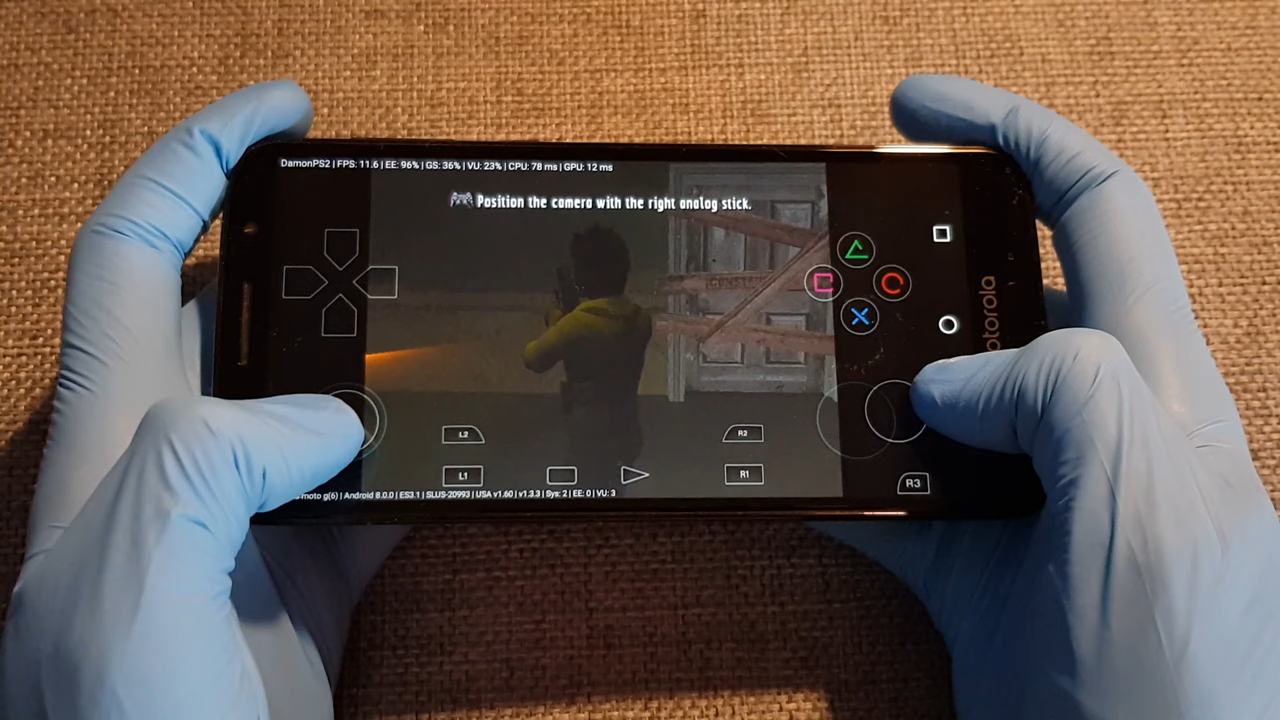 DamonPS2 | FPS: 11.6 | EE: 96% | GS: 36% | VU: 23% | CPU: 78 ms | GPU: 12 ms
Position the camera with the right analog stick.
L2
R2
L1
R1
R3
moto g(6) | Android 8.0.0 | ES3.1 | SLUS-20993 | USA v1.60 | v1.3.3 | Sys: 2 | EE: 0 | VU: 3
otorola